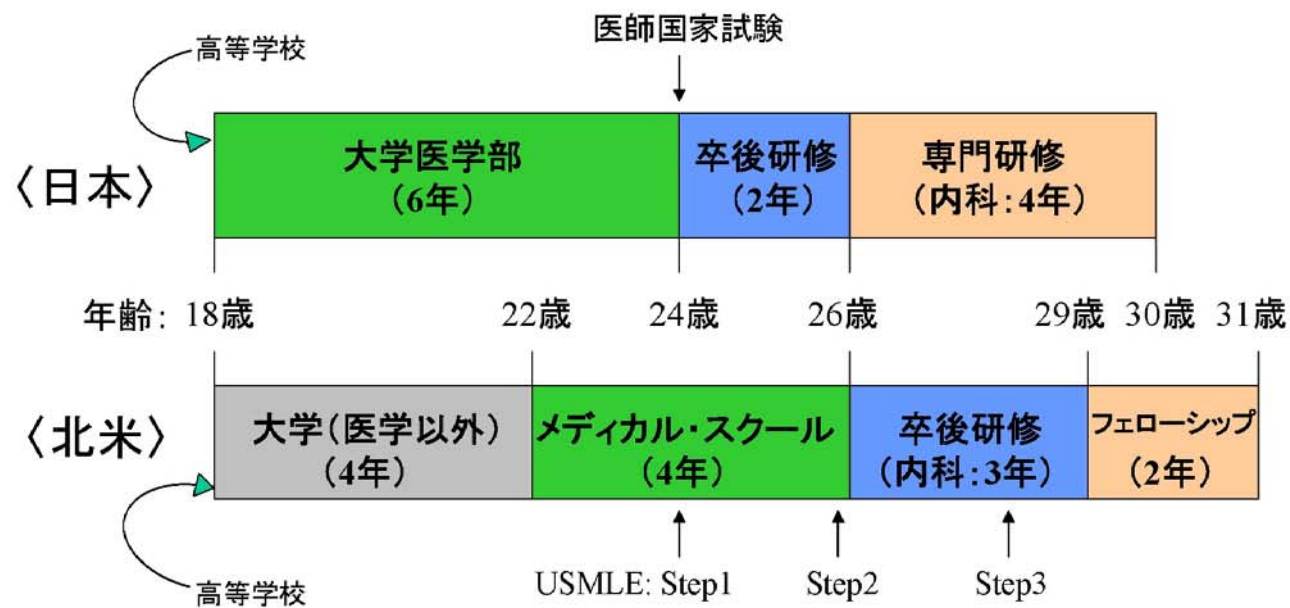 高等学校
医師国家試験
〈日本〉
大学医学部
(6年)
卒後研修
(2年)
専門研修
(内科:4年)
年齢: 18歳 22歳 24歳 26歳 29歳 30歳 31歳
〈北米〉
大学(医学以外)
(4年)
メディカル・スクール
(4年)
卒後研修
(内科:3年)
フェローシップ
(2年)
USMLE: Step1 Step2 Step3
高等学校